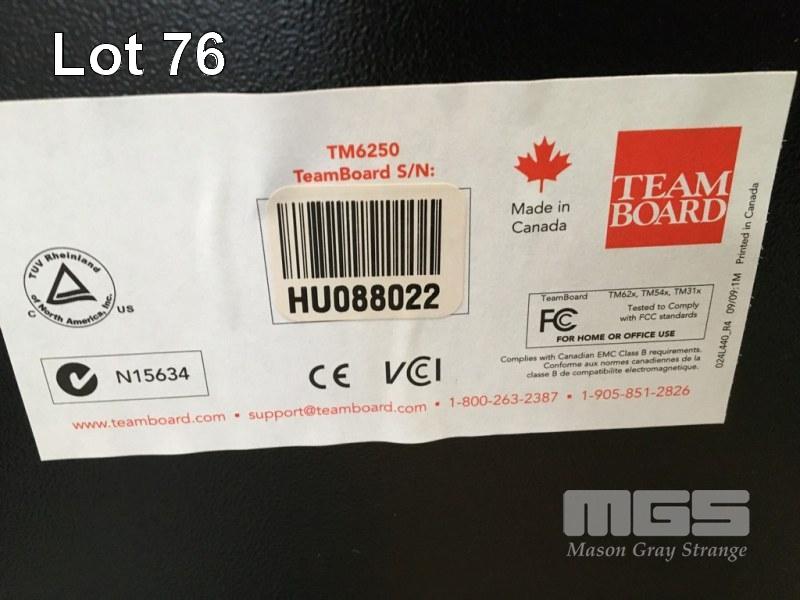 Lot 76
TM6250
TeamBoard S/N:
HU088022
Made in
Canada
TEAM
BOARD
024L440_R4 09/09:1M Printed in Canada
TUV Rheinland
of North America, Inc.
C US
TeamBoard TM62x, TM54x, TM31x
FC Tested to Comply
with FCC standards
FOR HOME OR OFFICE USE
N15634
CE VCI
Complies with Canadian EMC Class B requirements.
Conforme aux normes canadiennes de la
classe B de compatibilite electromagnetique.
www.teamboard.com • support@teamboard.com • 1-800-263-2387 • 1-905-851-2826
MGS
Mason Gray Strange